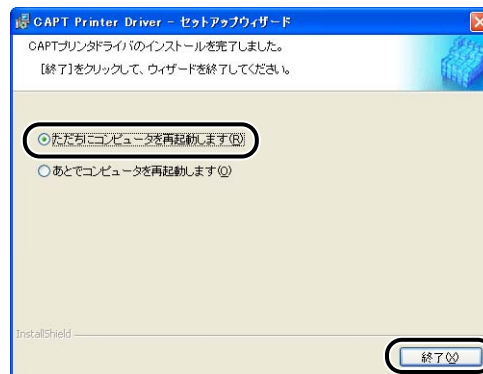 CAPT Printer Driver - セットアップウィザード
CAPTプリンタドライバのインストールを完了しました。
［終了］をクリックして、ウィザードを終了してください。
ただちにコンピュータを再起動します(R)
あとでコンピュータを再起動します(O)
InstallShield
終了(X)